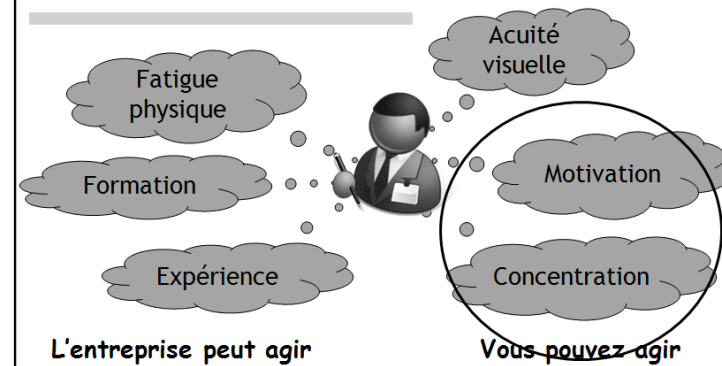 Acuité
visuelle
Fatigue
physique
Motivation
Formation
Expérience
Concentration
L'entreprise peut agir
Vous pouvez agir